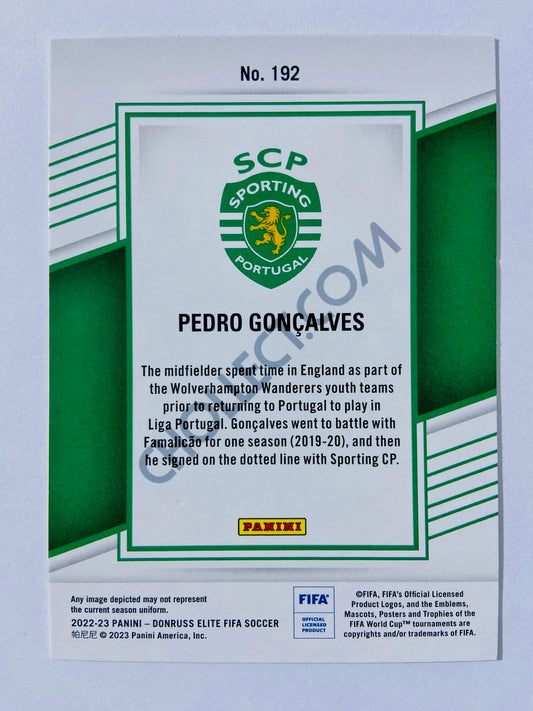 No. 192
SCP
SPORTING
PORTUGAL
PEDRO GONÇALVES
The midfielder spent time in England as part of
the Wolverhampton Wanderers youth teams
prior to returning to Portugal to play in
Liga Portugal. Gonçalves went to battle with
Famalicão for one season (2019-20), and then
he signed on the dotted line with Sporting CP.
CHOLLECT.COM
PANINI
Any image depicted may not represent
the current season uniform.
2022-23 PANINI – DONRUSS ELITE FIFA SOCCER
帕尼尼 © 2023 Panini America, Inc.
FIFA®
OFFICIAL
LICENSED
PRODUCT
©FIFA, FIFA's Official Licensed
Product Logos, and the Emblems,
Mascots, Posters and Trophies of the
FIFA World Cup™ tournaments are
copyrights and/or trademarks of FIFA.